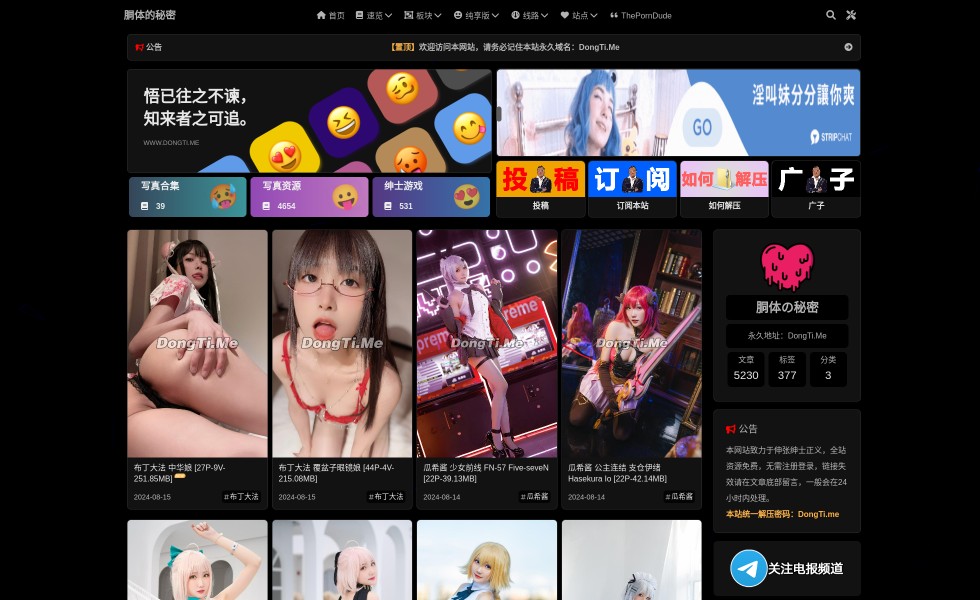 胴体の秘密
首页
速览
板块
纯享版
线路
站点
ThePornDude
公告
【置顶】欢迎访问本网站，请务必记住本站永久域名：DongTi.Me
悟已往之不谏，
知来者之可追。
WWW.DONGTI.ME
淫叫妹分分讓你爽
GO
STRIPCHAT
写真合集
39
写真资源
4654
绅士游戏
531
投稿
投稿
订阅
订阅本站
如何解压
如何解压
广子
广子
DongTi.Me
DongTi.Me
DongTi.Me
DongTi.Me
布丁大法 中华娘 [27P-9V-
251.85MB]
2024-08-15
#布丁大法
布丁大法 覆盆子眼镜娘 [44P-4V-
215.08MB]
2024-08-15
#布丁大法
瓜希酱 少女前线 FN-57 Five-seveN
[22P-39.13MB]
2024-08-14
#瓜希酱
瓜希酱 公主连结 支仓伊绪
Hasekura Io [22P-42.14MB]
2024-08-14
#瓜希酱
胴体の秘密
永久地址：DongTi.Me
文章
5230
标签
377
分类
3
公告
本网站致力于伸张绅士正义，全站
资源免费，无需注册登录，链接失
效请在文章底部留言，一般会在24
小时内处理。
本站统一解压密码：DongTi.me
关注电报频道